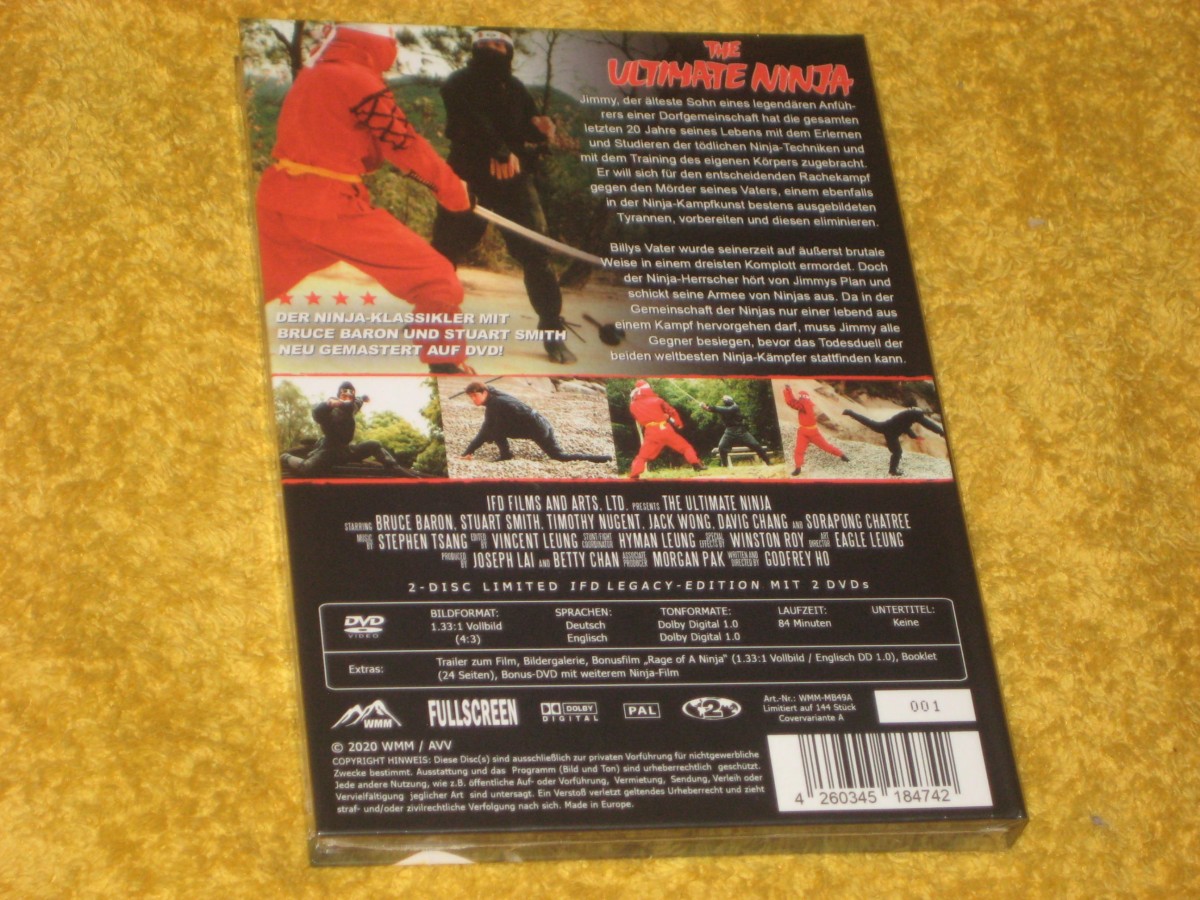 THE
ULTIMATE NINJA
Jimmy, der älteste Sohn eines legendären Anfüh-
rers einer Dorfgemeinschaft hat die gesamten
letzten 20 Jahre seines Lebens mit dem Erlernen
und Studieren der tödlichen Ninja-Techniken und
mit dem Training des eigenen Körpers zugebracht.
Er will sich für den entscheidenden Rachekampf
gegen den Mörder seines Vaters, einem ebenfalls
in der Ninja-Kampfkunst bestens ausgebildeten
Tyrannen, vorbereiten und diesen eliminieren.
Billys Vater wurde seinerzeit auf äußerst brutale
Weise in einem dreisten Komplott ermordet. Doch
der Ninja-Herrscher hört von Jimmys Plan und
schickt seine Armee von Ninjas aus. Da in der
Gemeinschaft der Ninjas nur einer lebend aus
einem Kampf hervorgehen darf, muss Jimmy alle
Gegner besiegen, bevor das Todesduell der
beiden weltbesten Ninja-Kämpfer stattfinden kann.
DER NINJA-KLASSIKLER MIT
BRUCE BARON UND STUART SMITH
NEU GEMASTERT AUF DVD!
IFD FILMS AND ARTS, LTD. PRESENTS THE ULTIMATE NINJA
STARRING BRUCE BARON, STUART SMITH, TIMOTHY NUGENT, JACK WONG, DAVIG CHANG AND SORAPONG CHATREE
MUSIC BY STEPHEN TSANG EDITED BY VINCENT LEUNG STUNT/FIGHT COORDINATOR HYMAN LEUNG SPECIAL EFFECTS BY WINSTON ROY ART DIRECTOR EAGLE LEUNG
PRODUCED BY JOSEPH LAI AND BETTY CHAN ASSOCIATE PRODUCER MORGAN PAK WRITTEN AND DIRECTED BY GODFREY HO
2-DISC LIMITED IFD LEGACY-EDITION MIT 2 DVDs
DVD VIDEO
BILDFORMAT:
1.33:1 Vollbild
(4:3)
SPRACHEN:
Deutsch
Englisch
TONFORMATE:
Dolby Digital 1.0
Dolby Digital 1.0
LAUFZEIT:
84 Minuten
UNTERTITEL:
Keine
Extras:
Trailer zum Film, Bildergalerie, Bonusfilm „Rage of A Ninja“ (1.33:1 Vollbild / Englisch DD 1.0), Booklet
(24 Seiten), Bonus-DVD mit weiterem Ninja-Film
WMM
FULLSCREEN
DOLBY
DIGITAL
PAL
2
Art.-Nr.: WMM-MB49A
Limitiert auf 144 Stück
Covervariante A
001
© 2020 WMM / AVV
COPYRIGHT HINWEIS: Diese Disc(s) sind ausschließlich zur privaten Vorführung für nichtgewerbliche
Zwecke bestimmt. Ausstattung und das Programm (Bild und Ton) sind urheberrechtlich geschützt.
Jede andere Nutzung, wie z.B. öffentliche Auf- oder Vorführung, Vermietung, Sendung, Verleih oder
Vervielfältigung jeglicher Art sind untersagt. Ein Verstoß verletzt geltendes Urheberrecht und zieht
straf- und/oder zivilrechtliche Verfolgung nach sich. Made in Europe.
4 260345 184742